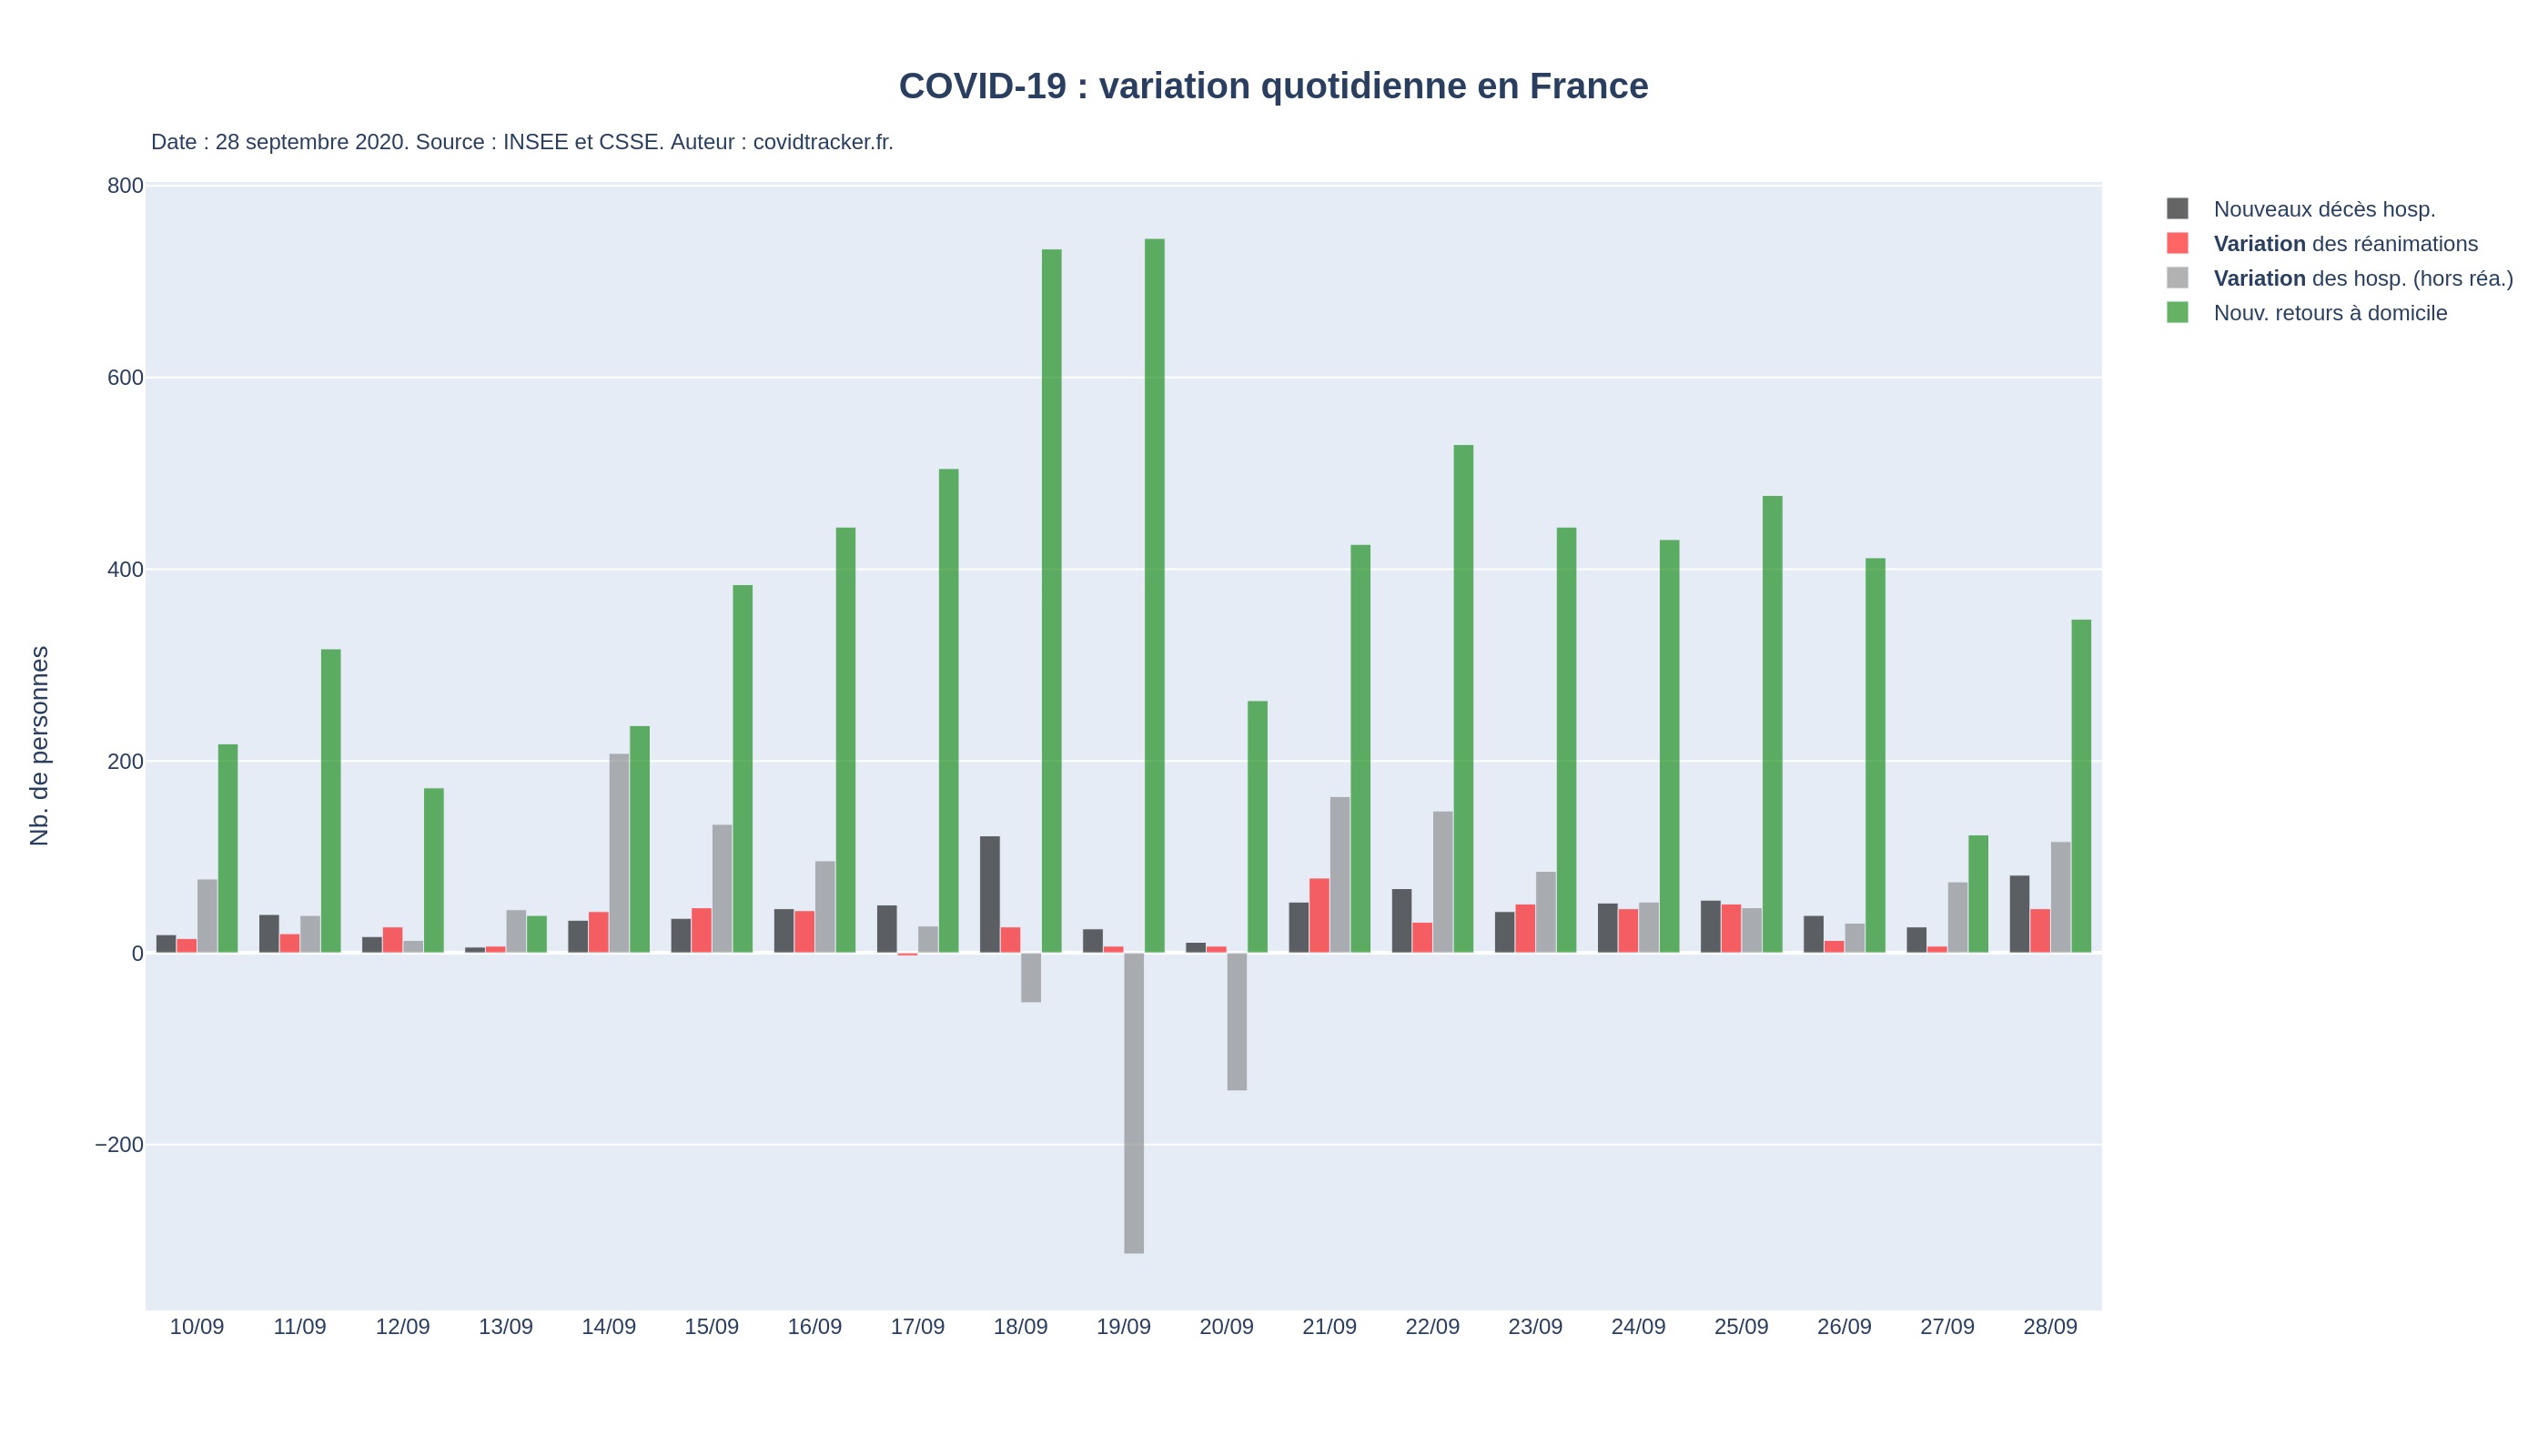 COVID-19 : variation quotidienne en France
Date : 28 septembre 2020. Source : INSEE et CSSE. Auteur : covidtracker.fr.
800
600
400
200
0
−200
Nb. de personnes
10/09 11/09 12/09 13/09 14/09 15/09 16/09 17/09 18/09 19/09 20/09 21/09 22/09 23/09 24/09 25/09 26/09 27/09 28/09
Nouveaux décès hosp.
Variation des réanimations
Variation des hosp. (hors réa.)
Nouv. retours à domicile